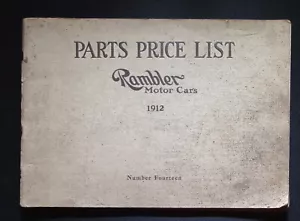 PARTS PRICE LIST
Rambler
Motor Cars
1912
Number Fourteen